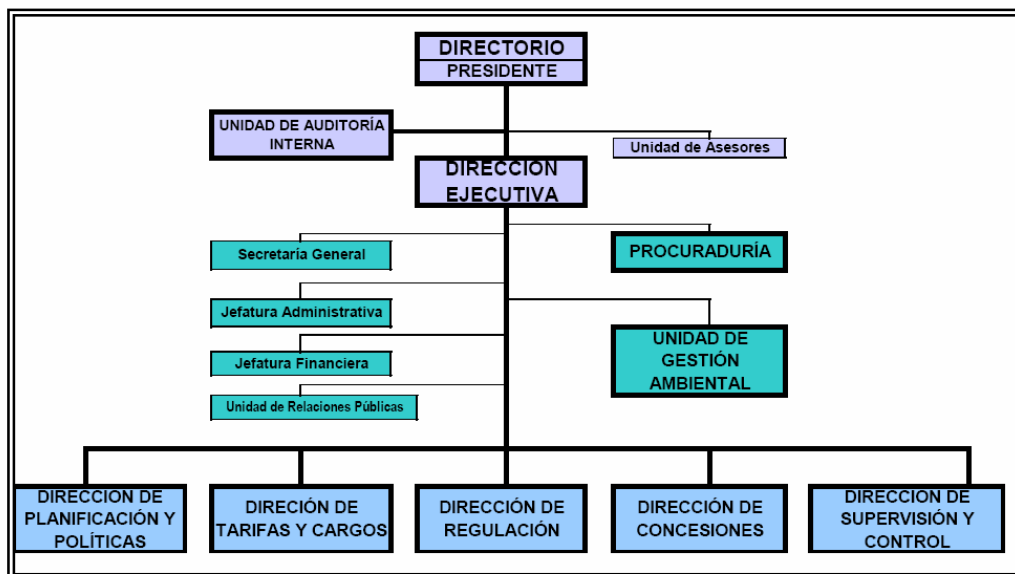 DIRECTORIO
PRESIDENTE
UNIDAD DE AUDITORÍA
INTERNA
Unidad de Asesores
DIRECCION
EJECUTIVA
Secretaría General
PROCURADURÍA
Jefatura Administrativa
UNIDAD DE
GESTIÓN
AMBIENTAL
Jefatura Financiera
Unidad de Relaciones Públicas
DIRECCION DE
PLANIFICACIÓN Y
POLÍTICAS
DIRECIÓN DE
TARIFAS Y CARGOS
DIRECCIÓN DE
REGULACIÓN
DIRECCIÓN DE
CONCESIONES
DIRECCION DE
SUPERVISIÓN Y
CONTROL